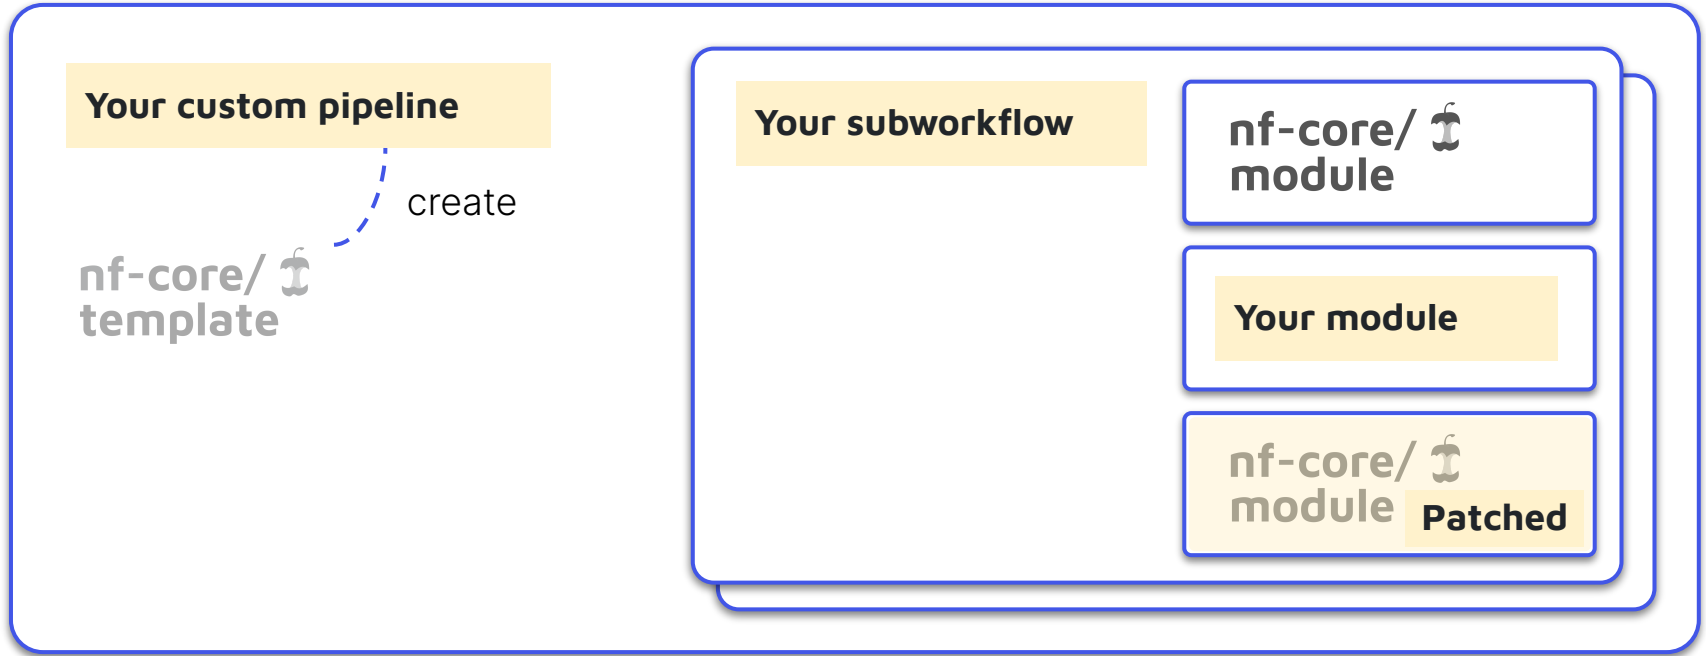 Your custom pipeline
create
nf-core/
template
Your subworkflow
nf-core/
module
Your module
nf-core/
module
Patched